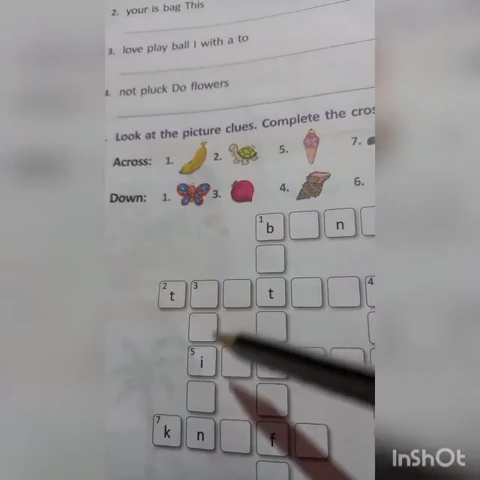 2. your is bag This
3. love play ball I with a to
4. not pluck Do flowers
Look at the picture clues. Complete the
Across: 1. 2. 5. 7.
Down: 1. 3. 4. 6.
1 b n
2 t 3 t 4
5 i
7 k n f
InShOt